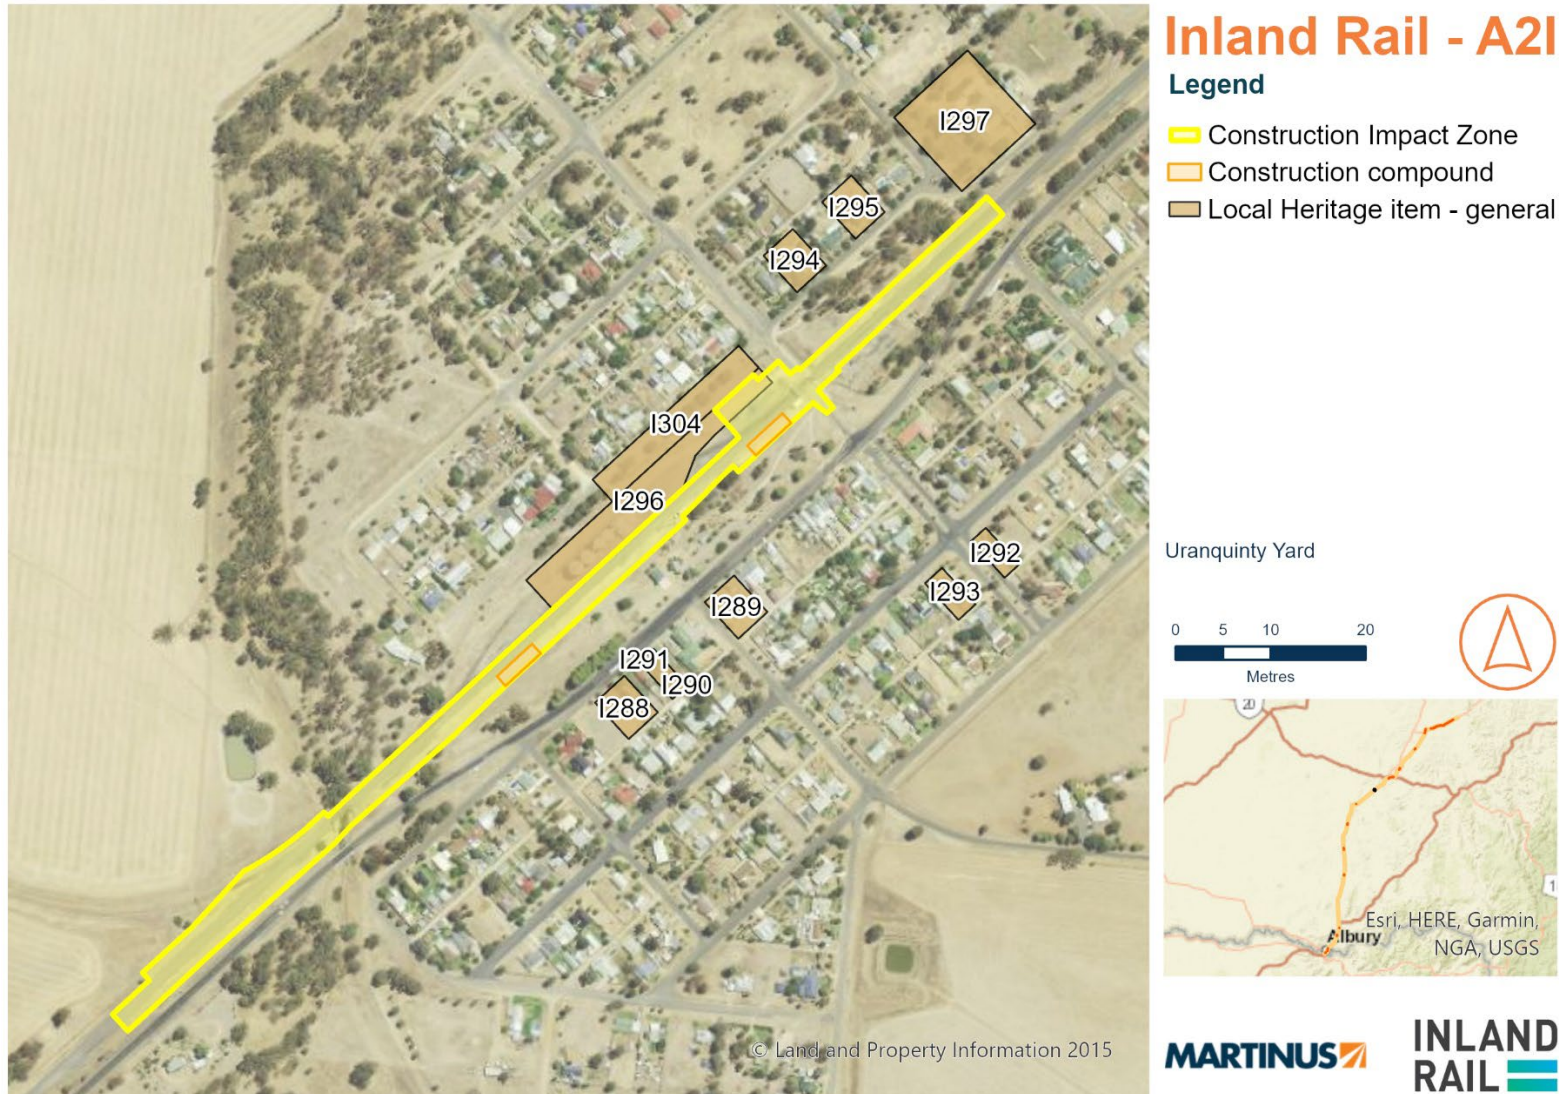 Inland Rail - A2I
Legend
Construction Impact Zone
Construction compound
Local Heritage item - general
I297
I295
I294
I304
I296
I292
I293
I289
I291
I290
I288
Uranquinty Yard
0 5 10 20
Metres
20
1
Albury
Esri, HERE, Garmin,
NGA, USGS
© Land and Property Information 2015
MARTINUS
INLAND
RAIL